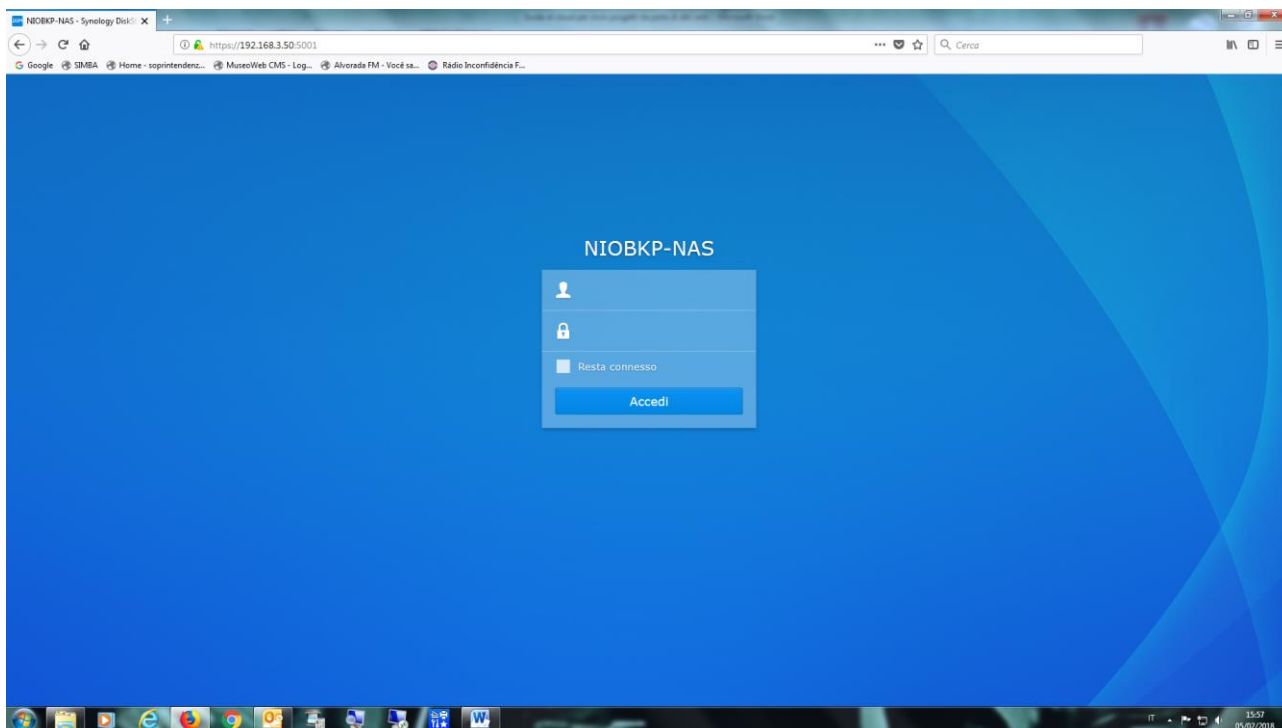 NIOBKP-NAS - Synology DiskS
https://192.168.3.50:5001
Cerca
Google SIMBA Home - soprintendenz... MuseoWeb CMS - Log... Alvorada FM - Você sa... Rádio Inconfidência F...
NIOBKP-NAS
Resta connesso
Accedi
IT
15:57
05/02/2018